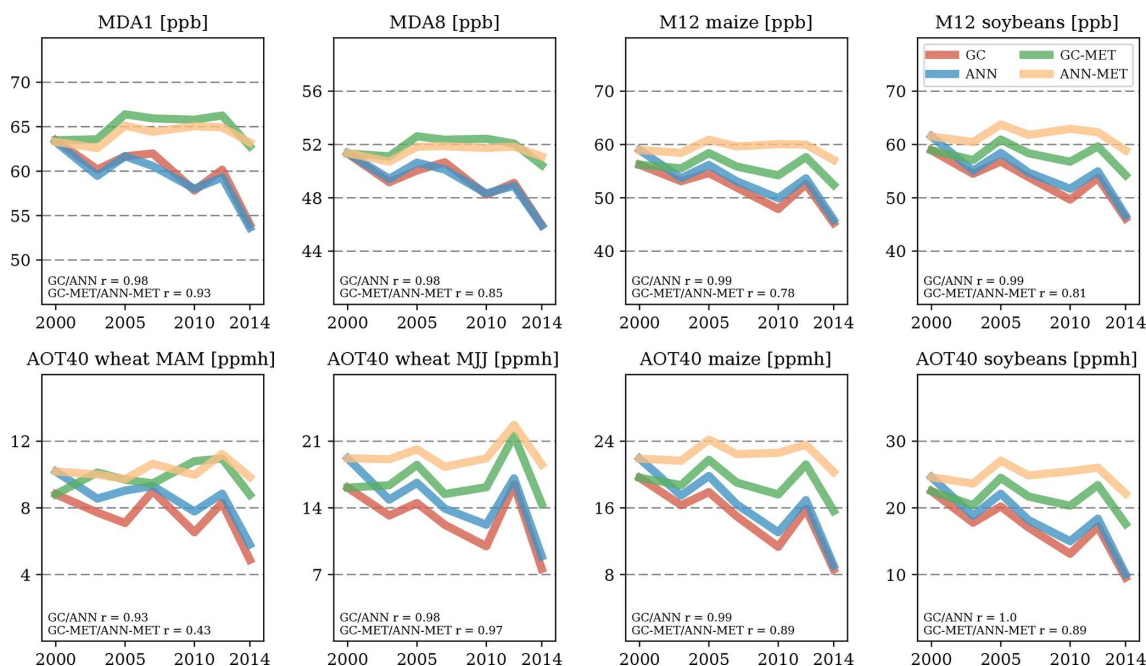 MDA1 [ppb]
70
65
60
55
50
GC/ANN r = 0.98
GC-MET/ANN-MET r = 0.93
2000 2005 2010 2014
MDA8 [ppb]
56
52
48
44
GC/ANN r = 0.98
GC-MET/ANN-MET r = 0.85
2000 2005 2010 2014
M12 maize [ppb]
70
60
50
40
GC/ANN r = 0.99
GC-MET/ANN-MET r = 0.78
2000 2005 2010 2014
M12 soybeans [ppb]
GC GC-MET
ANN ANN-MET
70
60
50
40
GC/ANN r = 0.99
GC-MET/ANN-MET r = 0.81
2000 2005 2010 2014
AOT40 wheat MAM [ppmh]
12
8
4
GC/ANN r = 0.93
GC-MET/ANN-MET r = 0.43
2000 2005 2010 2014
AOT40 wheat MJJ [ppmh]
21
14
7
GC/ANN r = 0.98
GC-MET/ANN-MET r = 0.97
2000 2005 2010 2014
AOT40 maize [ppmh]
24
16
8
GC/ANN r = 0.99
GC-MET/ANN-MET r = 0.89
2000 2005 2010 2014
AOT40 soybeans [ppmh]
30
20
10
GC/ANN r = 1.0
GC-MET/ANN-MET r = 0.89
2000 2005 2010 2014